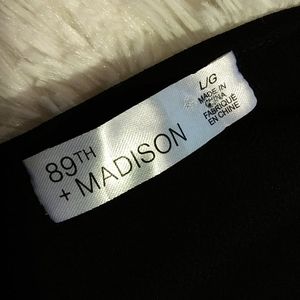 89TH
+ MADISON
L/G
MADE IN
CHINA
FABRIQUÉ
EN CHINE